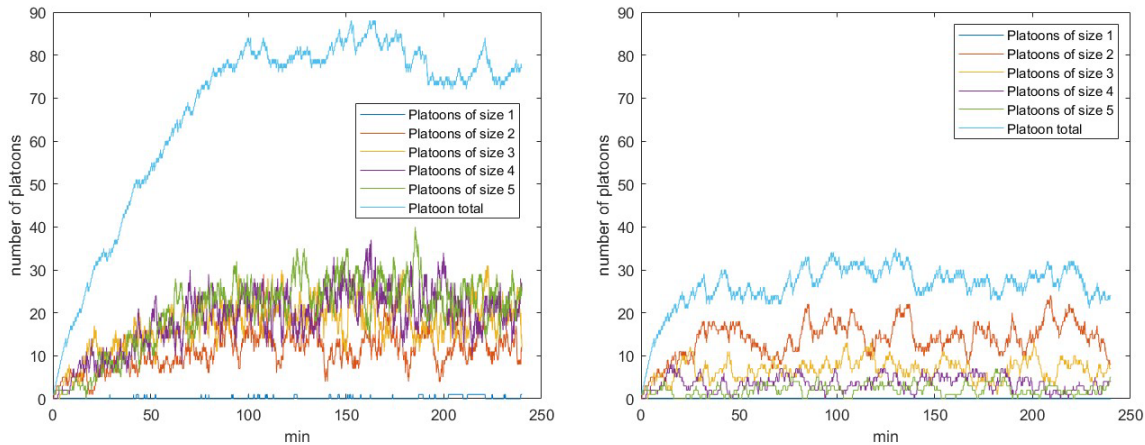 90
80
70
60
50
40
30
20
10
0
number of platoons
Platoons of size 1
Platoons of size 2
Platoons of size 3
Platoons of size 4
Platoons of size 5
Platoon total
0 50 100 150 200 250
min
90
80
70
60
50
40
30
20
10
0
number of platoons
Platoons of size 1
Platoons of size 2
Platoons of size 3
Platoons of size 4
Platoons of size 5
Platoon total
0 50 100 150 200 250
min